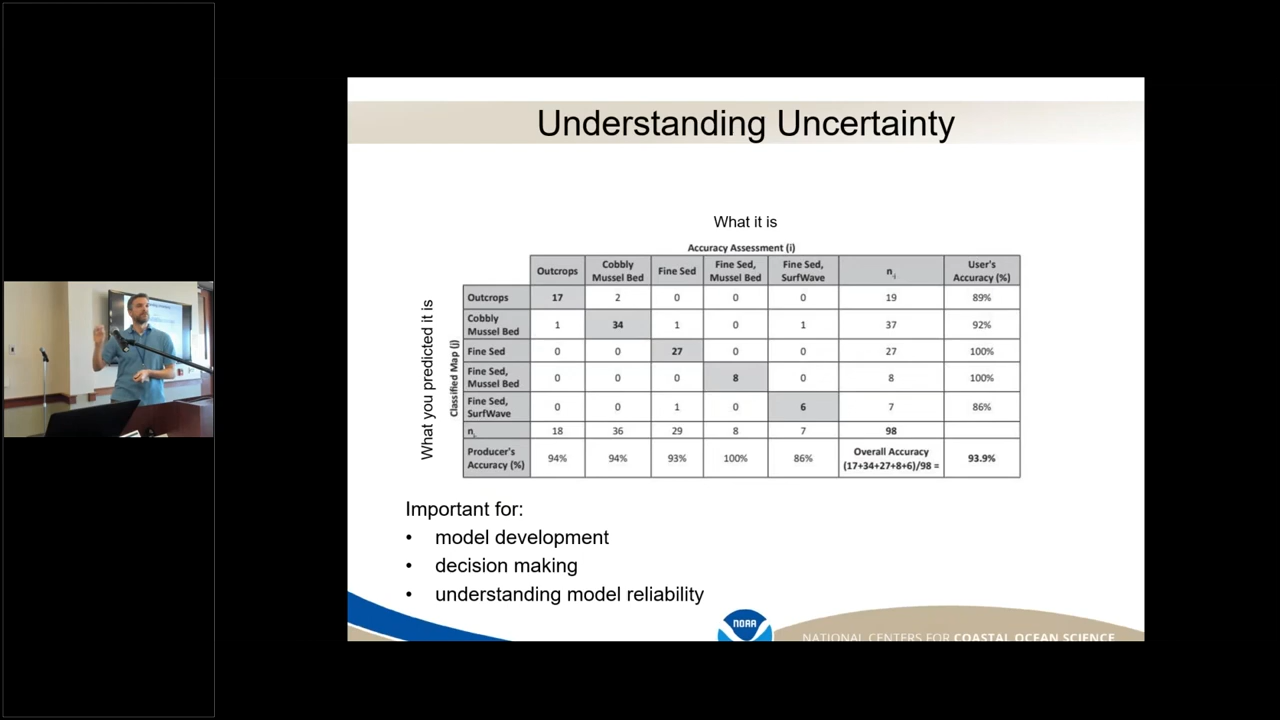 Understanding Uncertainty
What it is
Accuracy Assessment (i)
Outcrops Cobbly Mussel Bed Fine Sed Fine Sed, Mussel Bed Fine Sed, SurfWave n User's Accuracy (%)
What you predicted it is
Classified Map (j)
Outcrops 17 2 0 0 0 19 89%
Cobbly Mussel Bed 1 34 1 0 1 37 92%
Fine Sed 0 0 27 0 0 27 100%
Fine Sed, Mussel Bed 0 0 0 8 0 8 100%
Fine Sed, SurfWave 0 0 1 0 6 7 86%
n 18 36 29 8 7 98
Producer's Accuracy (%) 94% 94% 93% 100% 86% Overall Accuracy (17+34+27+8+6)/98 = 93.9%
Important for:
• model development
• decision making
• understanding model reliability
NOAA
NATIONAL CENTERS FOR COASTAL OCEAN SCIENCE